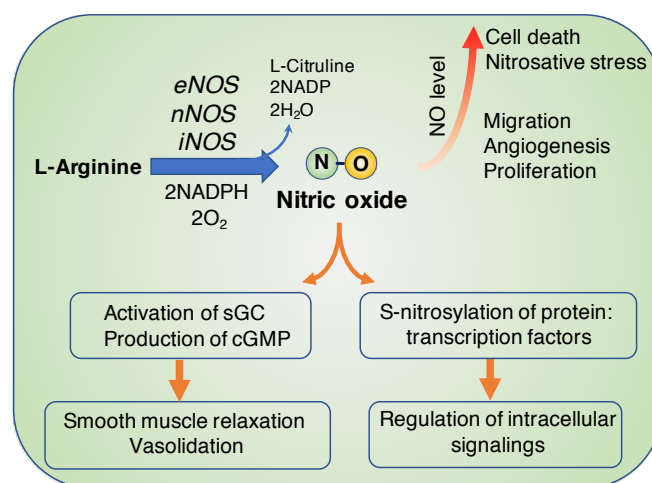 eNOS
nNOS
iNOS
L-Arginine
2NADPH
2O₂
L-Citruline
2NADP
2H₂O
N-O
Nitric oxide
NO level
Cell death
Nitrosative stress
Migration
Angiogenesis
Proliferation
Activation of sGC
Production of cGMP
S-nitrosylation of protein:
transcription factors
Smooth muscle relaxation
Vasolidation
Regulation of intracellular
signalings